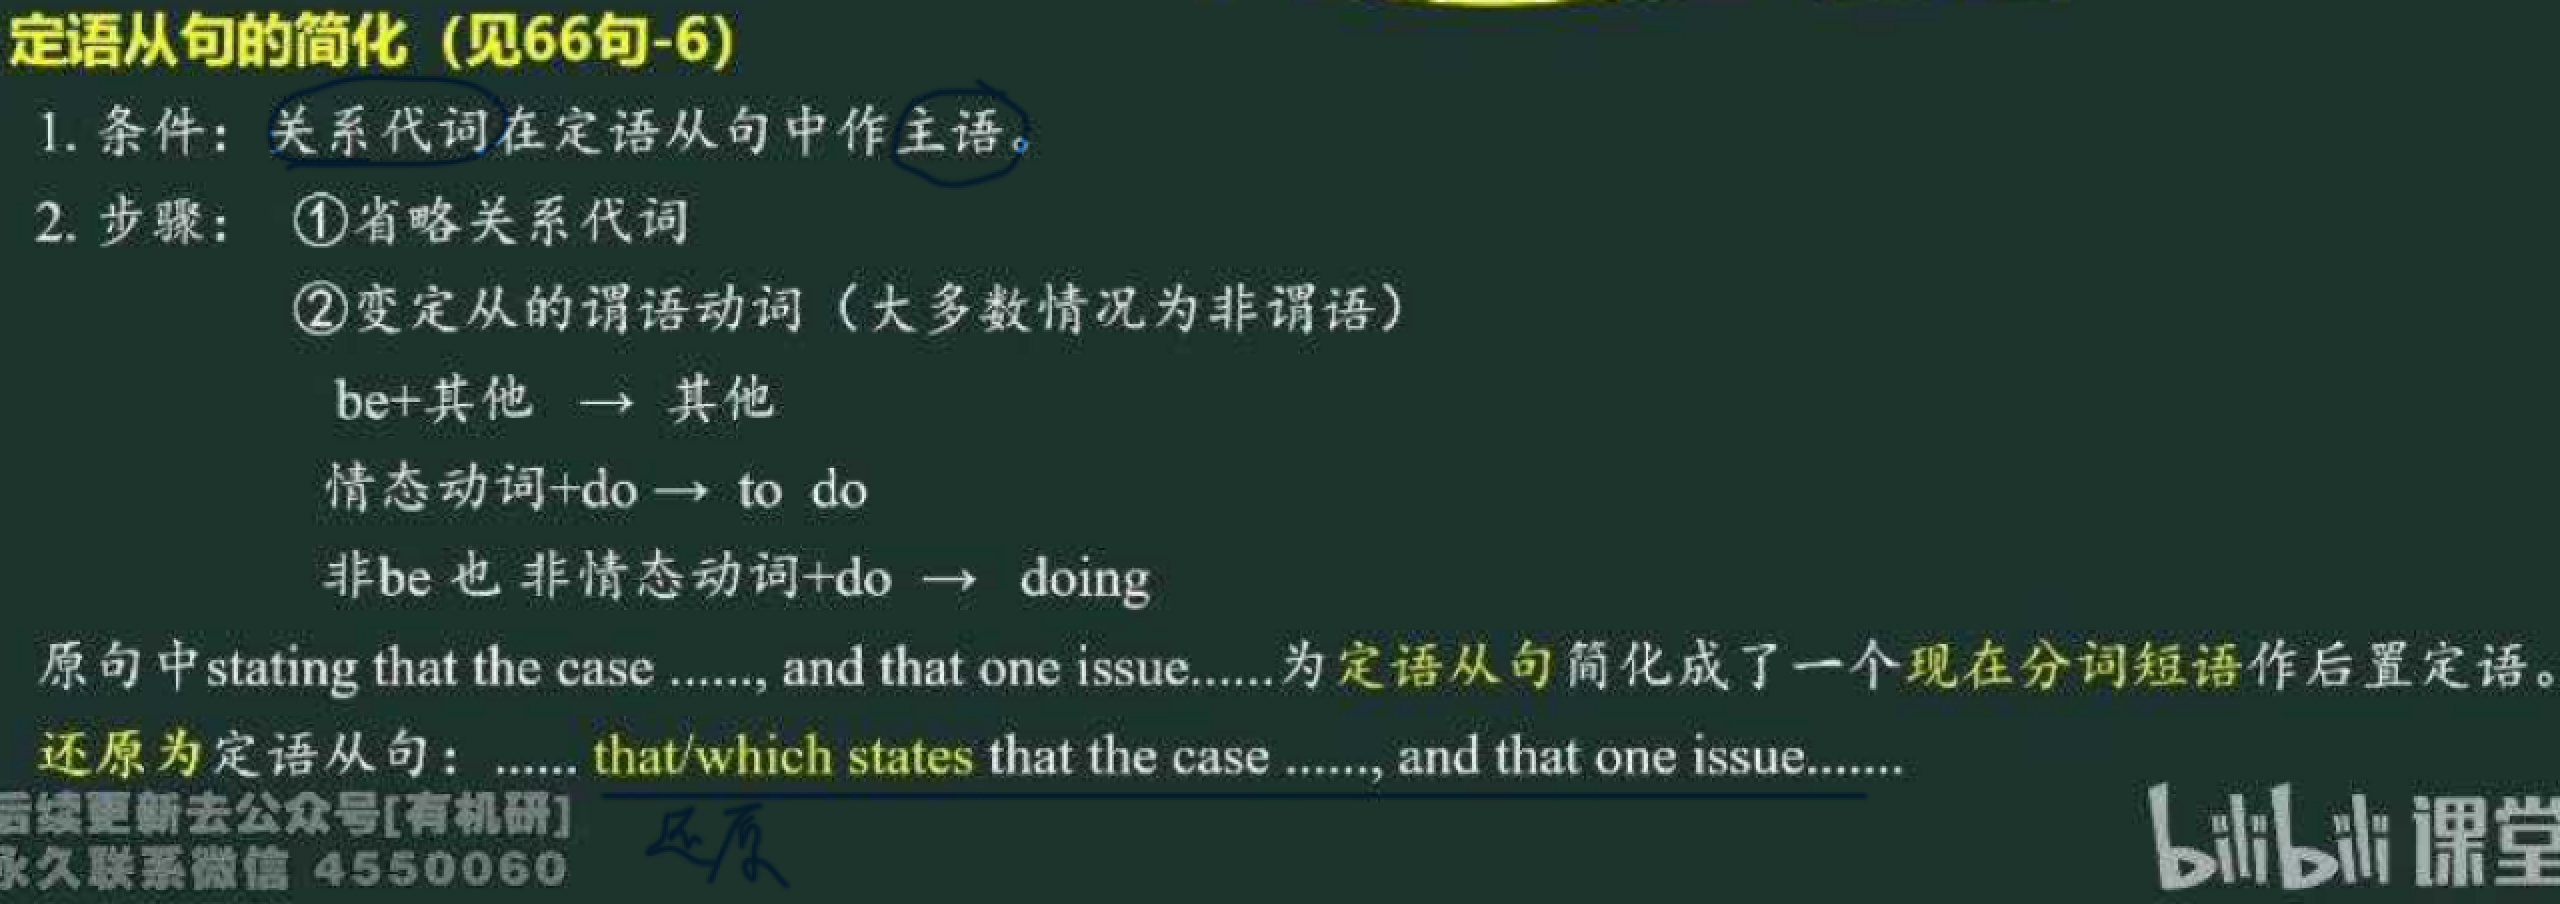 定语从句的简化（见66句-6）
1. 条件：关系代词在定语从句中作主语。
2. 步骤：①省略关系代词
②变定从的谓语动词（大多数情况为非谓语）
be+其他 → 其他
情态动词+do → to do
非be 也 非情态动词+do → doing
原句中stating that the case ......, and that one issue......为定语从句简化成了一个现在分词短语作后置定语。
还原为定语从句：...... that/which states that the case ......, and that one issue.......
后续更新去公众号[有机研]
永久联系微信 4550060
还原
bilibili 课堂